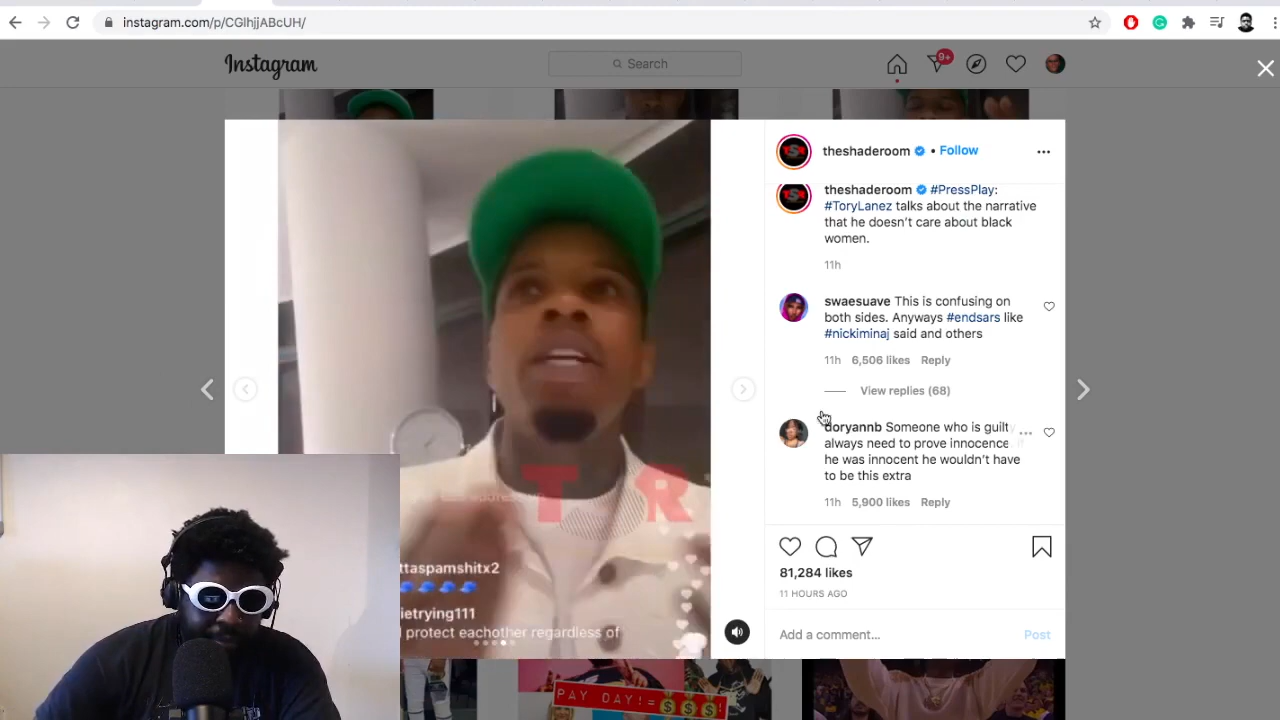 instagram.com/p/CGlhjjABcUH/
Instagram
Search
9+
theshaderoom • Follow
theshaderoom #PressPlay:
#ToryLanez talks about the narrative
that he doesn't care about black
women.
11h
swaesuave This is confusing on
both sides. Anyways #endsars like
#nickiminaj said and others
11h 6,506 likes Reply
View replies (68)
doryannb Someone who is guilty
always need to prove innocence. if
he was innocent he wouldn't have
to be this extra
11h 5,900 likes Reply
T R
ttaspamshitx2
ietrying111
protect eachother regardless of
81,284 likes
11 HOURS AGO
Add a comment... Post
PAY DAY!=💰💰💰!